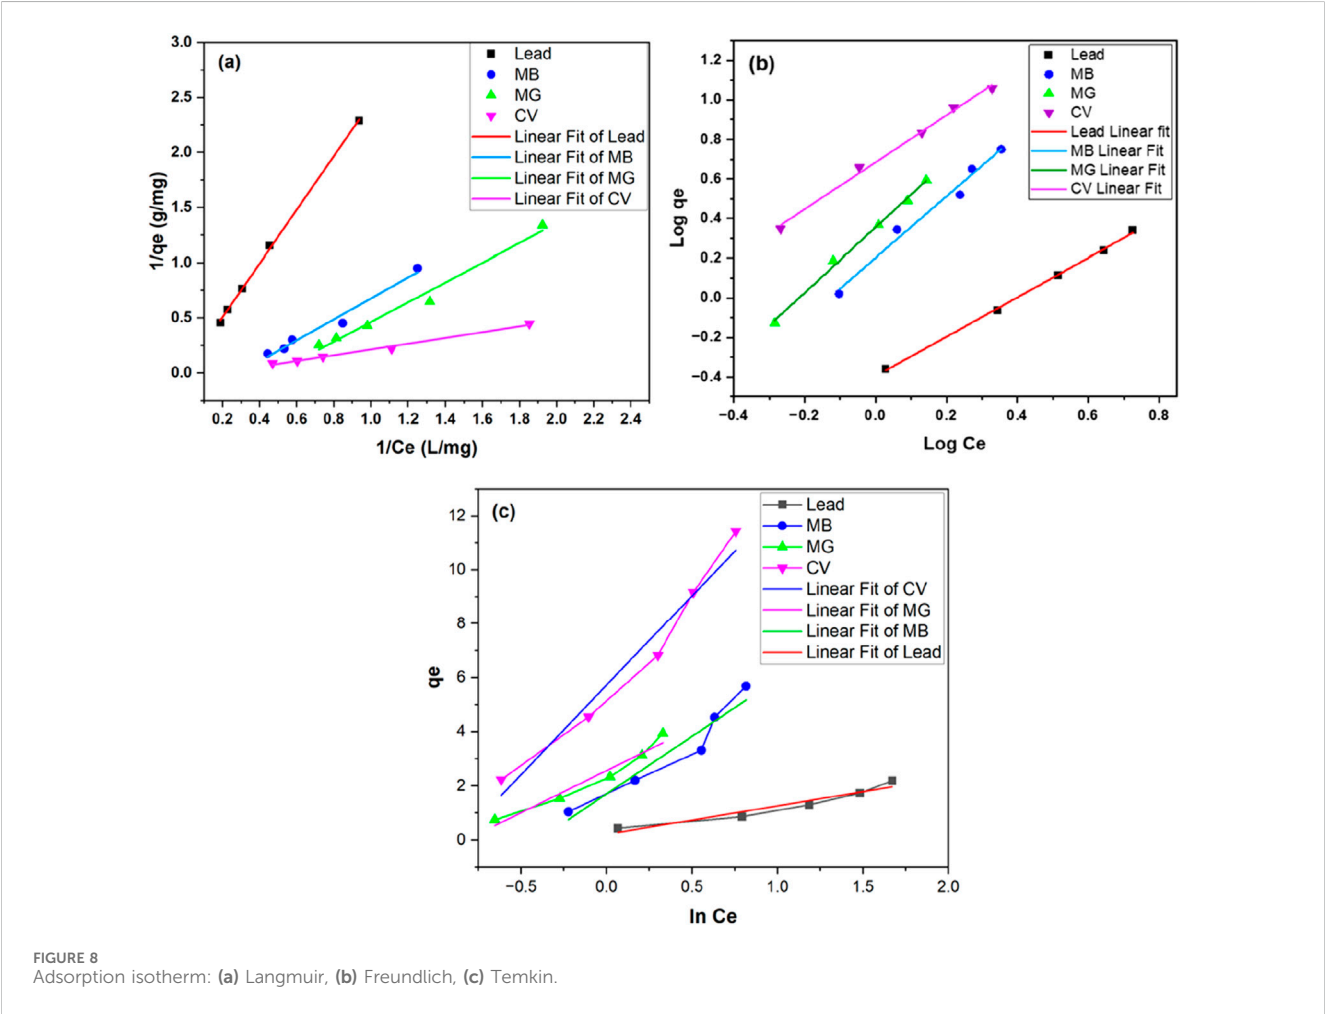 (a)
Lead
MB
MG
CV
Linear Fit of Lead
Linear Fit of MB
Linear Fit of MG
Linear Fit of CV
3.0
2.5
2.0
1.5
1.0
0.5
0.0
1/qe (g/mg)
0.2 0.4 0.6 0.8 1.0 1.2 1.4 1.6 1.8 2.0 2.2 2.4
1/Ce (L/mg)
(b)
Lead
MB
MG
CV
Lead Linear fit
MB Linear Fit
MG Linear Fit
CV Linear Fit
1.2
1.0
0.8
0.6
0.4
0.2
0.0
−0.2
−0.4
Log qe
−0.4 −0.2 0.0 0.2 0.4 0.6 0.8
Log Ce
(c)
Lead
MB
MG
CV
Linear Fit of CV
Linear Fit of MG
Linear Fit of MB
Linear Fit of Lead
12
10
8
6
4
2
0
qe
−0.5 0.0 0.5 1.0 1.5 2.0
ln Ce
FIGURE 8
Adsorption isotherm: (a) Langmuir, (b) Freundlich, (c) Temkin.